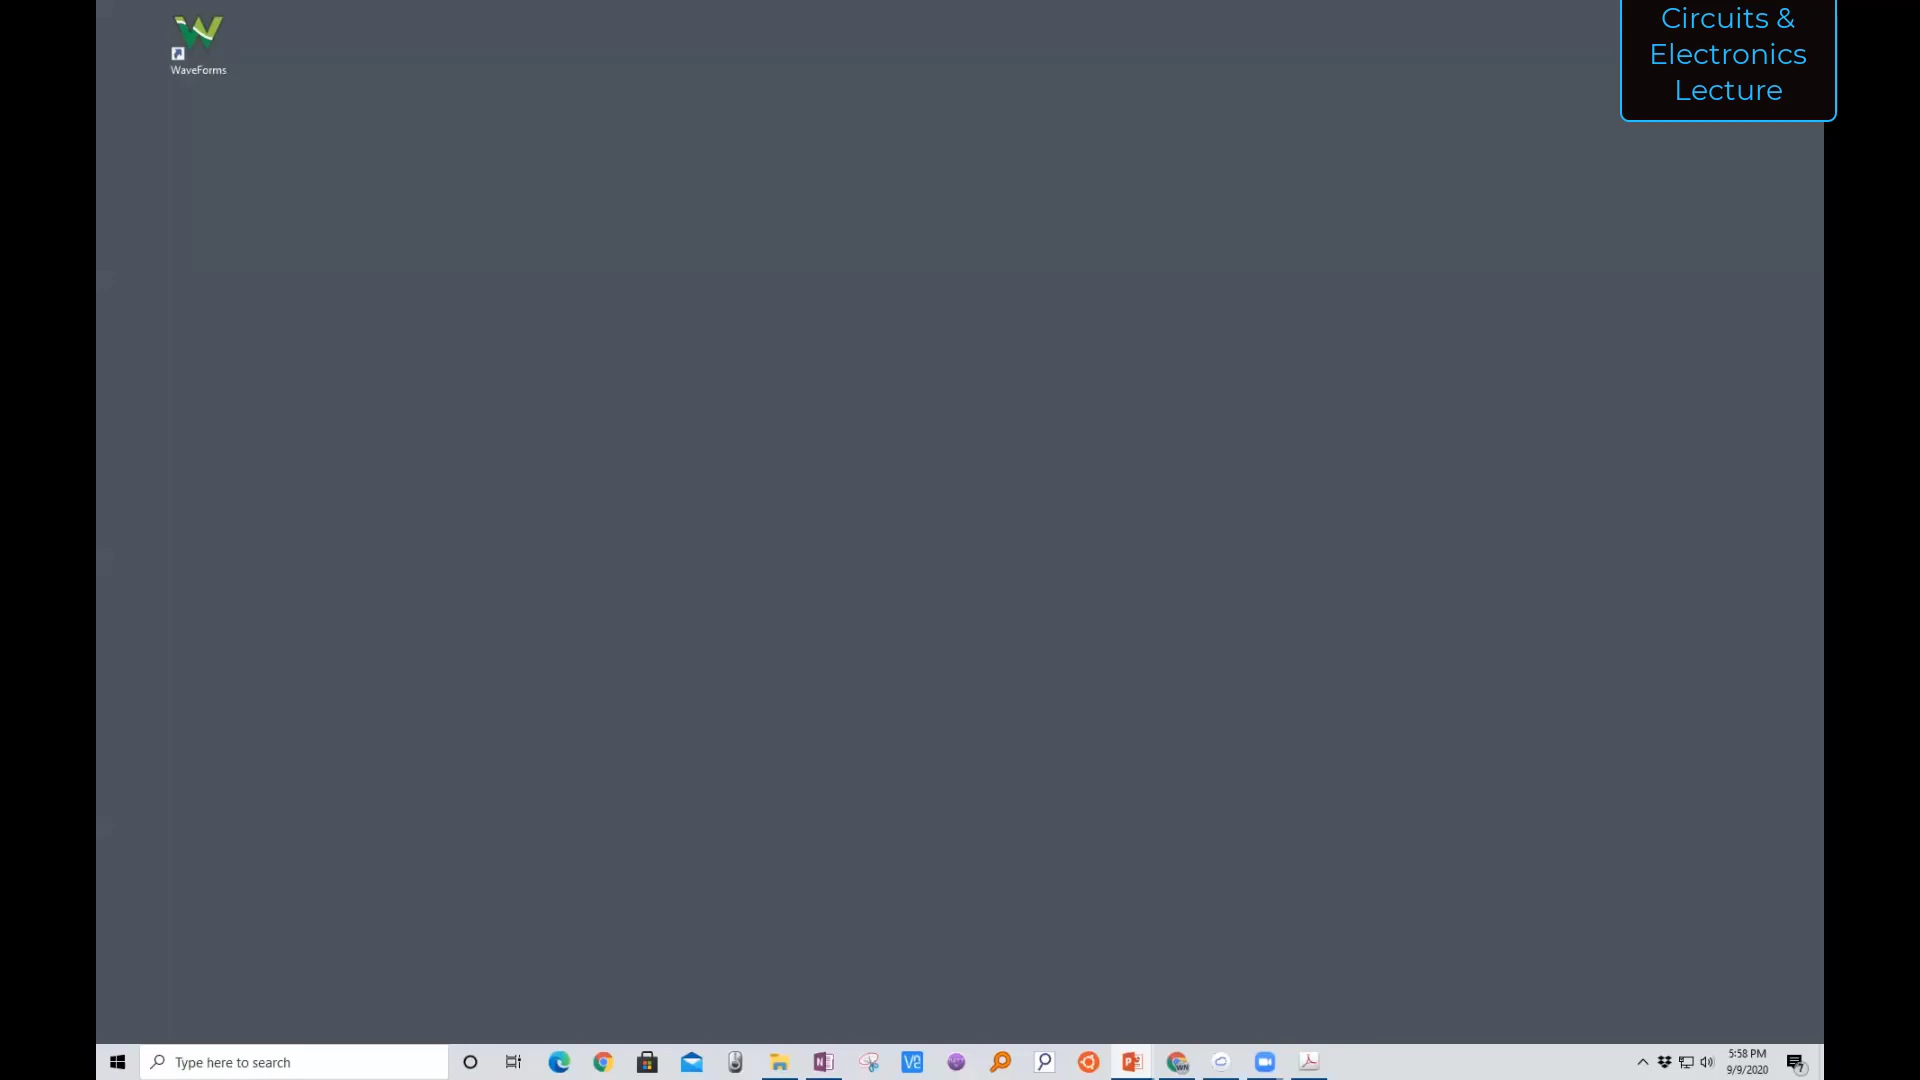 WaveForms
Circuits &
Electronics
Lecture
Type here to search
5:58 PM
9/9/2020